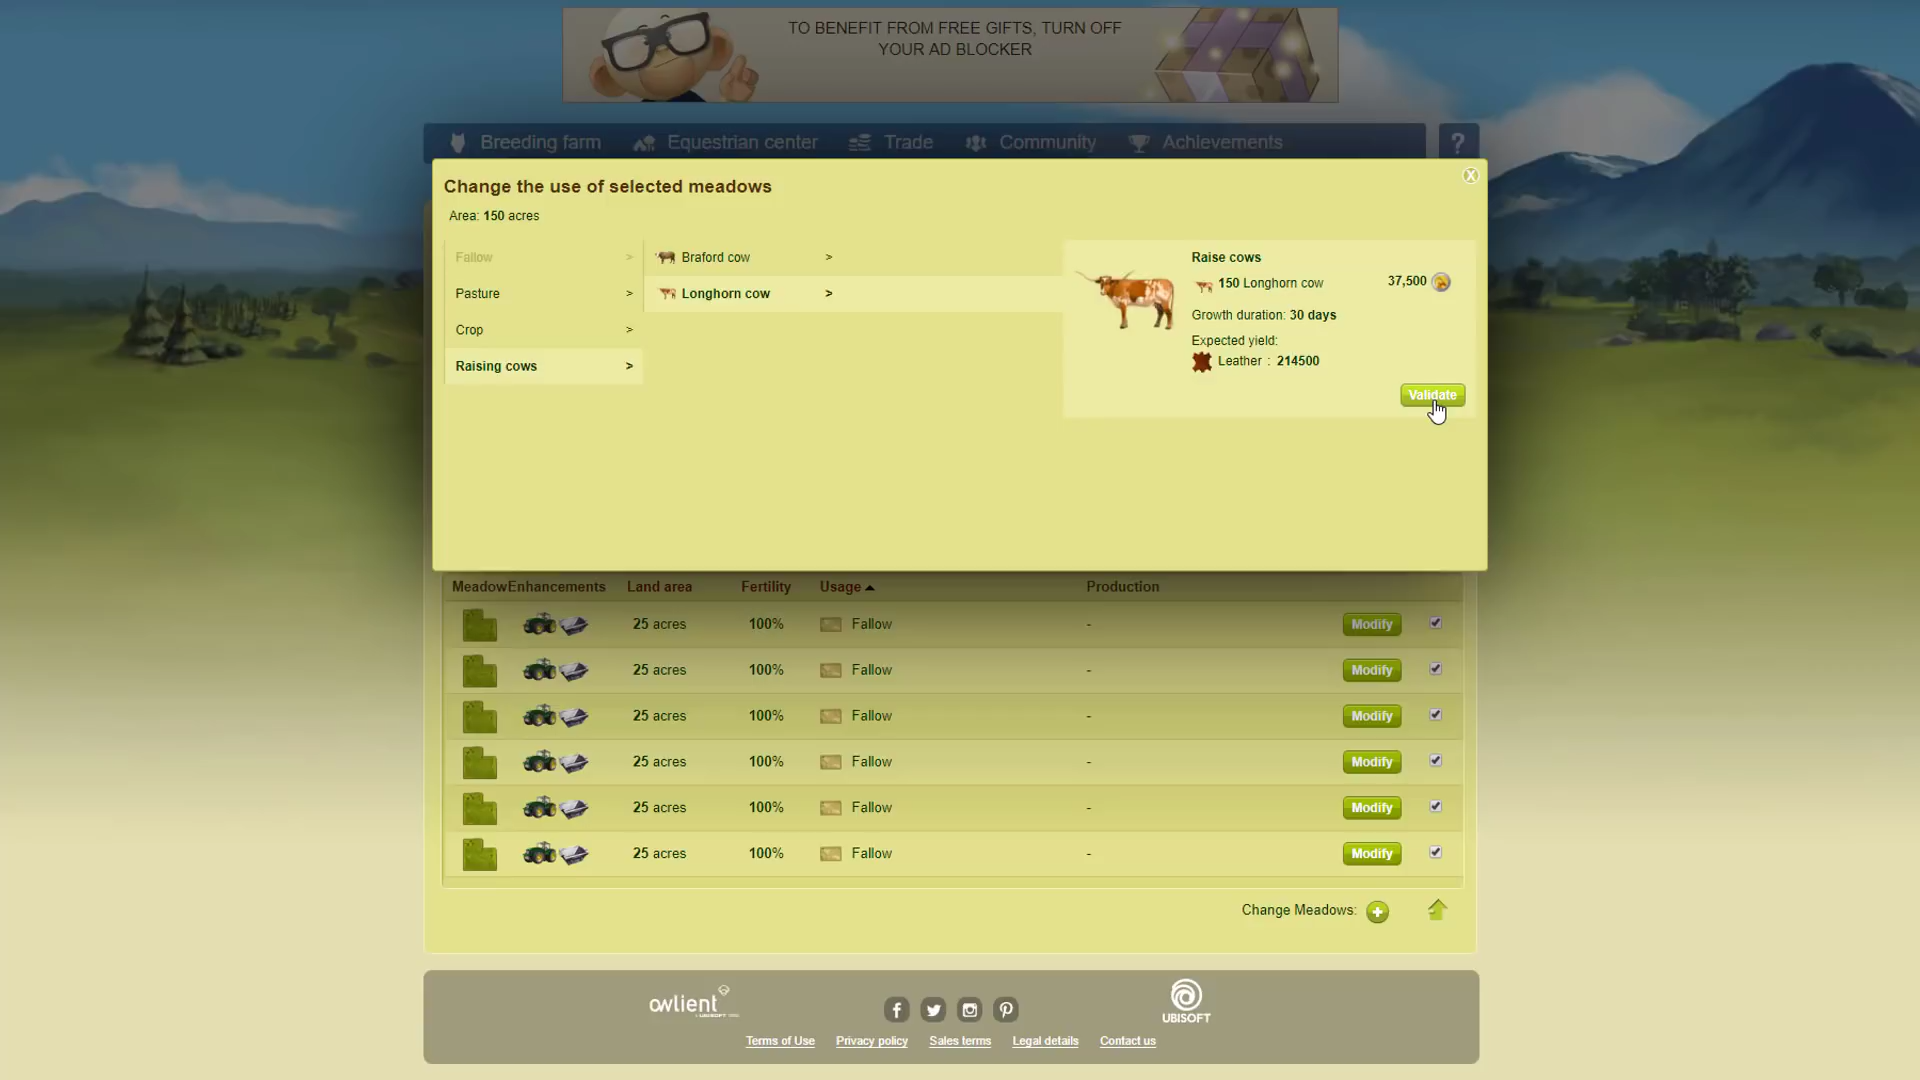 TO BENEFIT FROM FREE GIFTS, TURN OFF
YOUR AD BLOCKER
Breeding farm Equestrian center Trade Community Achievements ?
Change the use of selected meadows X
Area: 150 acres
Fallow >
Pasture >
Crop >
Raising cows >
Braford cow >
Longhorn cow >
Raise cows
150 Longhorn cow 37,500
Growth duration: 30 days
Expected yield:
Leather : 214500
Validate
Meadow Enhancements Land area Fertility Usage Production
25 acres 100% Fallow - Modify
25 acres 100% Fallow - Modify
25 acres 100% Fallow - Modify
25 acres 100% Fallow - Modify
25 acres 100% Fallow - Modify
25 acres 100% Fallow - Modify
Change Meadows:
owlient
UBISOFT
Terms of Use Privacy policy Sales terms Legal details Contact us